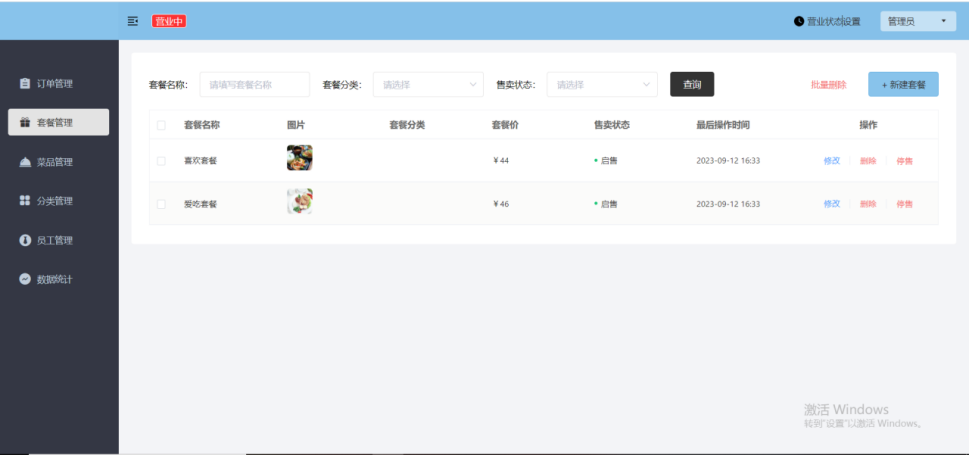 营业中
营业状态设置
管理员
订单管理
套餐管理
菜品管理
分类管理
员工管理
数据统计
套餐名称: 请填写套餐名称 套餐分类: 请选择 售卖状态: 请选择 查询 批量删除 + 新建套餐
套餐名称 图片 套餐分类 套餐价 售卖状态 最后操作时间 操作
喜欢套餐 ¥44 启售 2023-09-12 16:33 修改 删除 停售
爱吃套餐 ¥46 启售 2023-09-12 16:33 修改 删除 停售
激活 Windows
转到"设置"以激活 Windows。